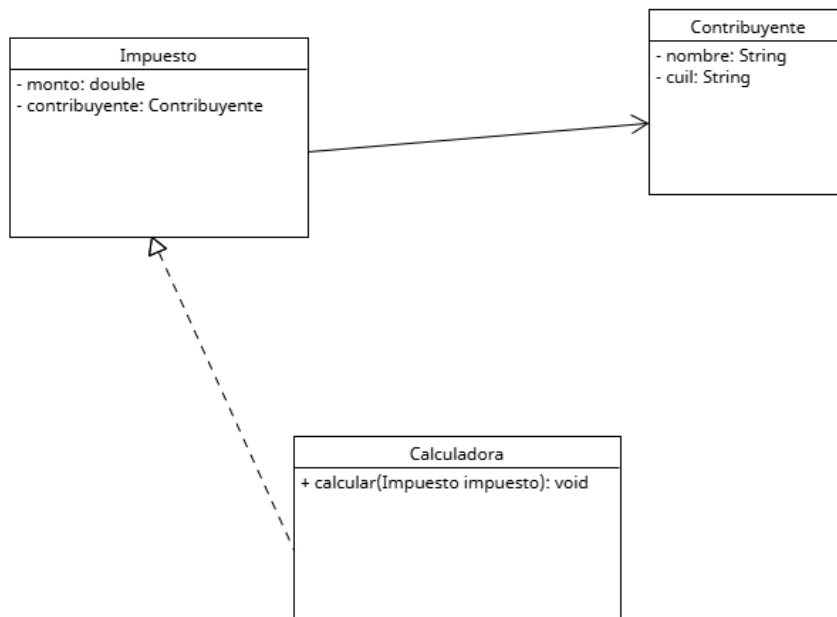 Impuesto
- monto: double
- contribuyente: Contribuyente
Contribuyente
- nombre: String
- cuil: String
Calculadora
+ calcular(Impuesto impuesto): void